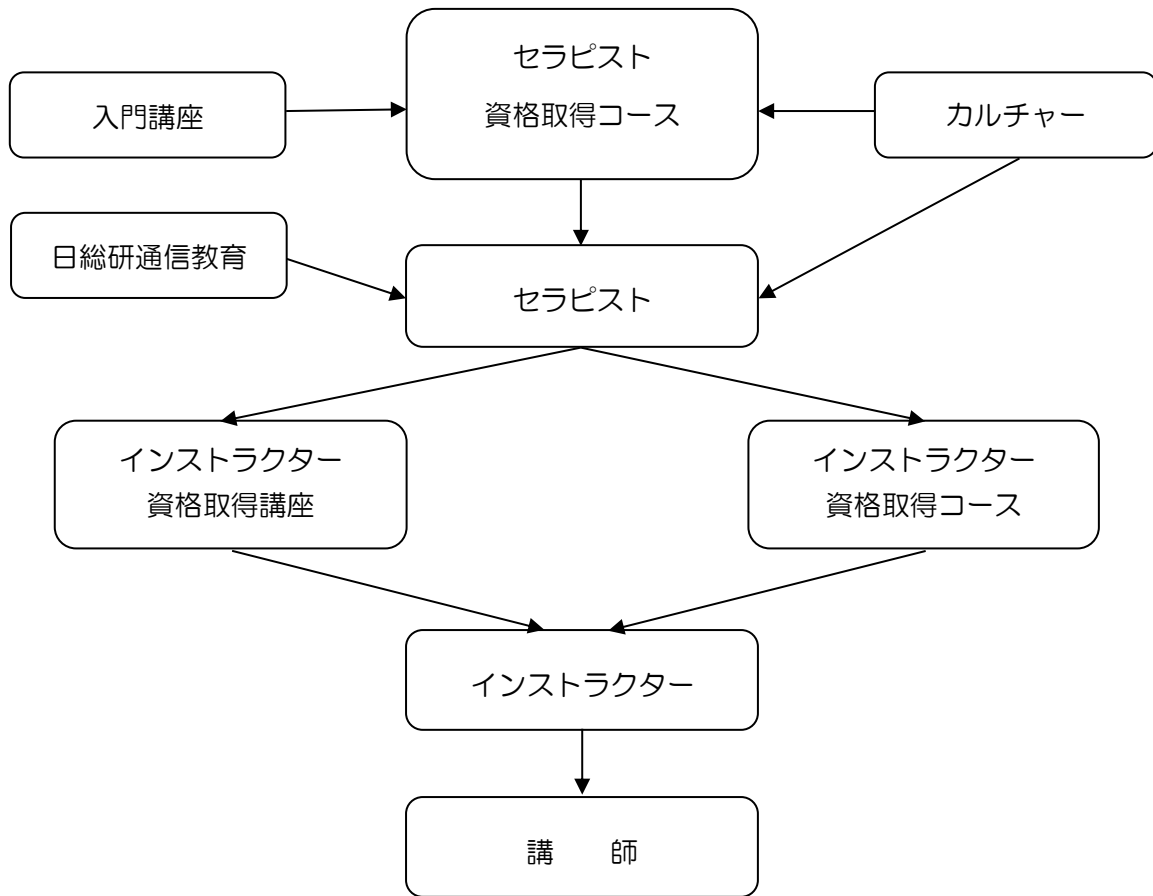 セラピスト
資格取得コース
入門講座
カルチャー
日総研通信教育
セラピスト
インストラクター
資格取得講座
インストラクター
資格取得コース
インストラクター
講　　師